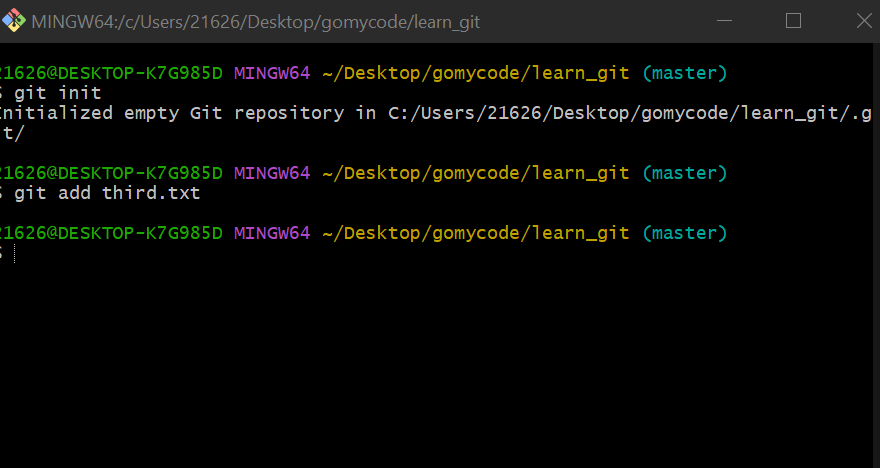 MINGW64:/c/Users/21626/Desktop/gomycode/learn_git
21626@DESKTOP-K7G985D MINGW64 ~/Desktop/gomycode/learn_git (master)
$ git init
Initialized empty Git repository in C:/Users/21626/Desktop/gomycode/learn_git/.g
it/
21626@DESKTOP-K7G985D MINGW64 ~/Desktop/gomycode/learn_git (master)
$ git add third.txt
21626@DESKTOP-K7G985D MINGW64 ~/Desktop/gomycode/learn_git (master)
$